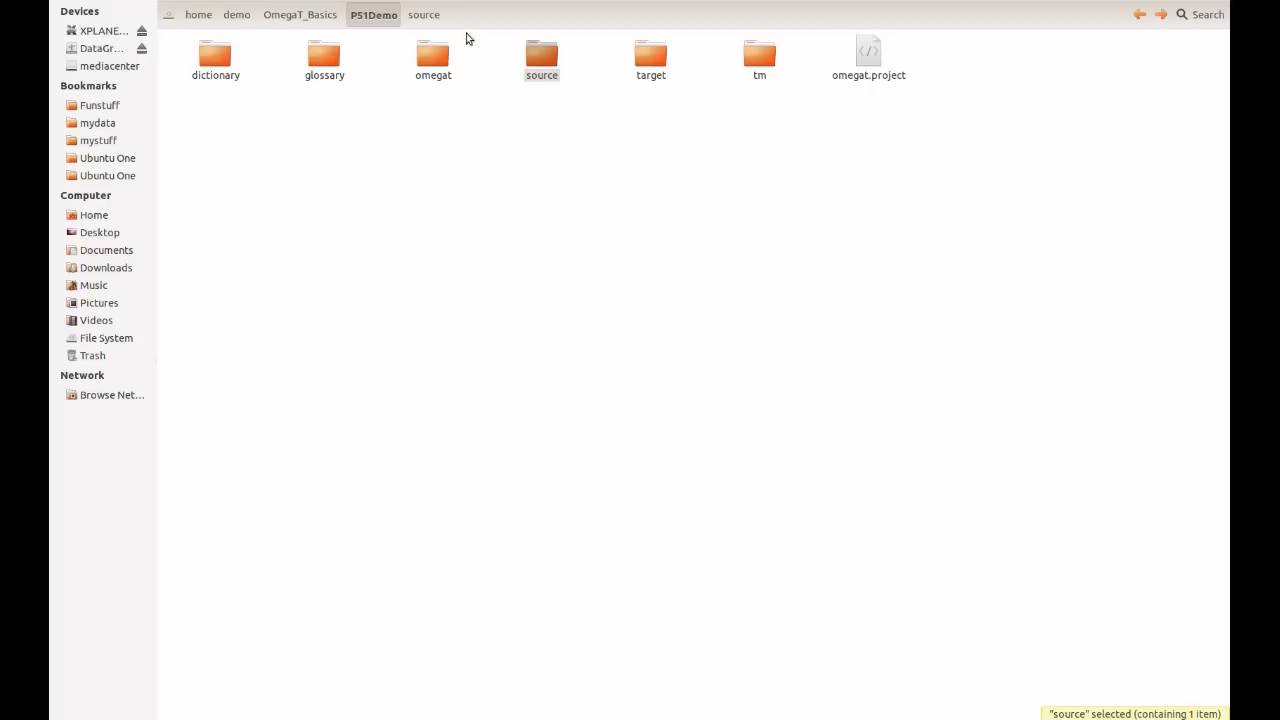 Devices
XPLANE...
DataGr...
mediacenter
Bookmarks
Funstuff
mydata
mystuff
Ubuntu One
Ubuntu One
Computer
Home
Desktop
Documents
Downloads
Music
Pictures
Videos
File System
Trash
Network
Browse Net...
home demo OmegaT_Basics P51Demo source Search
dictionary glossary omegat source target tm omegat.project
"source" selected (containing 1 item)